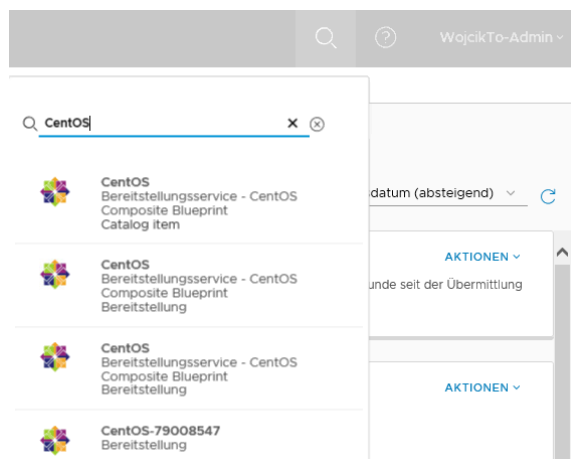 WojcikTo-Admin
CentOS
CentOS
Bereitstellungsservice - CentOS
Composite Blueprint
Catalog item
CentOS
Bereitstellungsservice - CentOS
Composite Blueprint
Bereitstellung
CentOS
Bereitstellungsservice - CentOS
Composite Blueprint
Bereitstellung
CentOS-79008547
Bereitstellung
sdatum (absteigend)
AKTIONEN
unde seit der Übermittlung
AKTIONEN